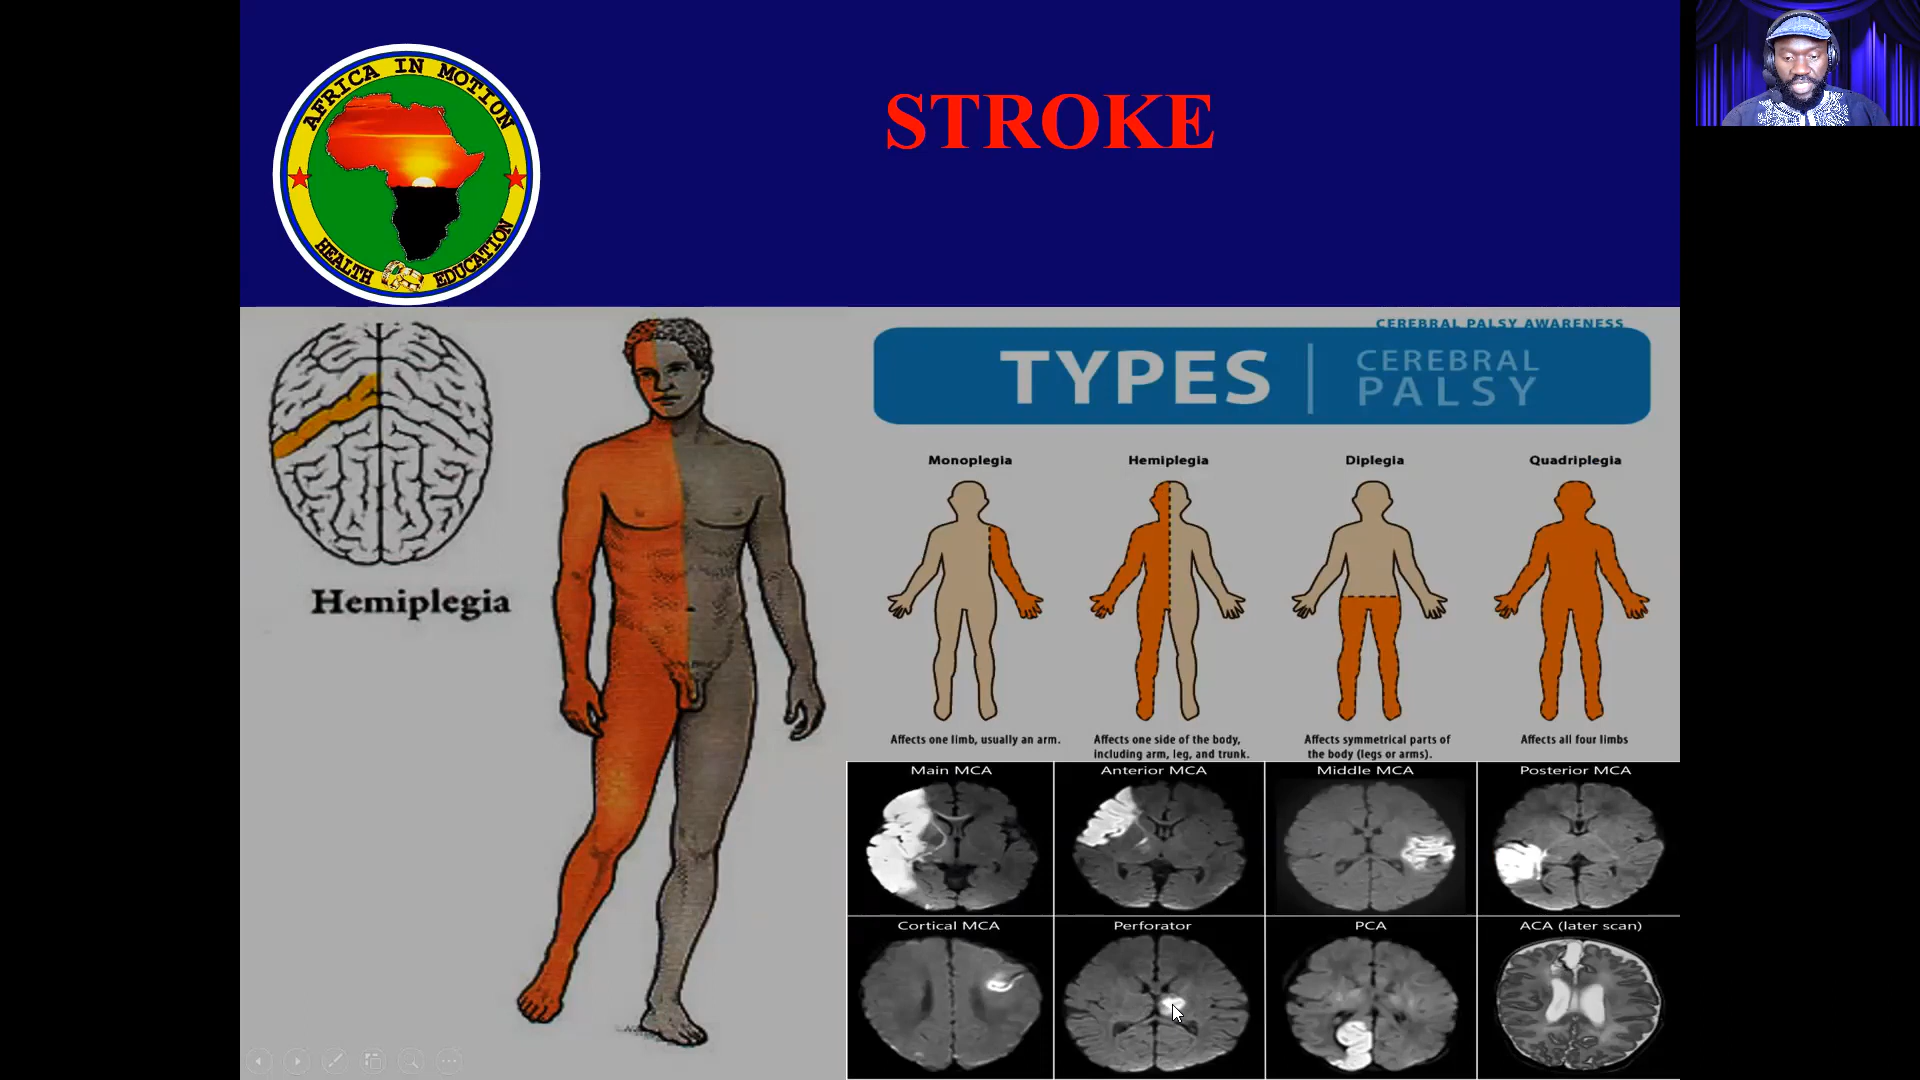 AFRICA IN MOTION
HEALTH EDUCATION
STROKE
Hemiplegia
CEREBRAL PALSY AWARENESS
TYPES
CEREBRAL
PALSY
Monoplegia
Affects one limb, usually an arm.
Hemiplegia
Affects one side of the body,
including arm, leg, and trunk.
Diplegia
Affects symmetrical parts of
the body (legs or arms).
Quadriplegia
Affects all four limbs
Main MCA
Anterior MCA
Middle MCA
Posterior MCA
Cortical MCA
Perforator
PCA
ACA (later scan)